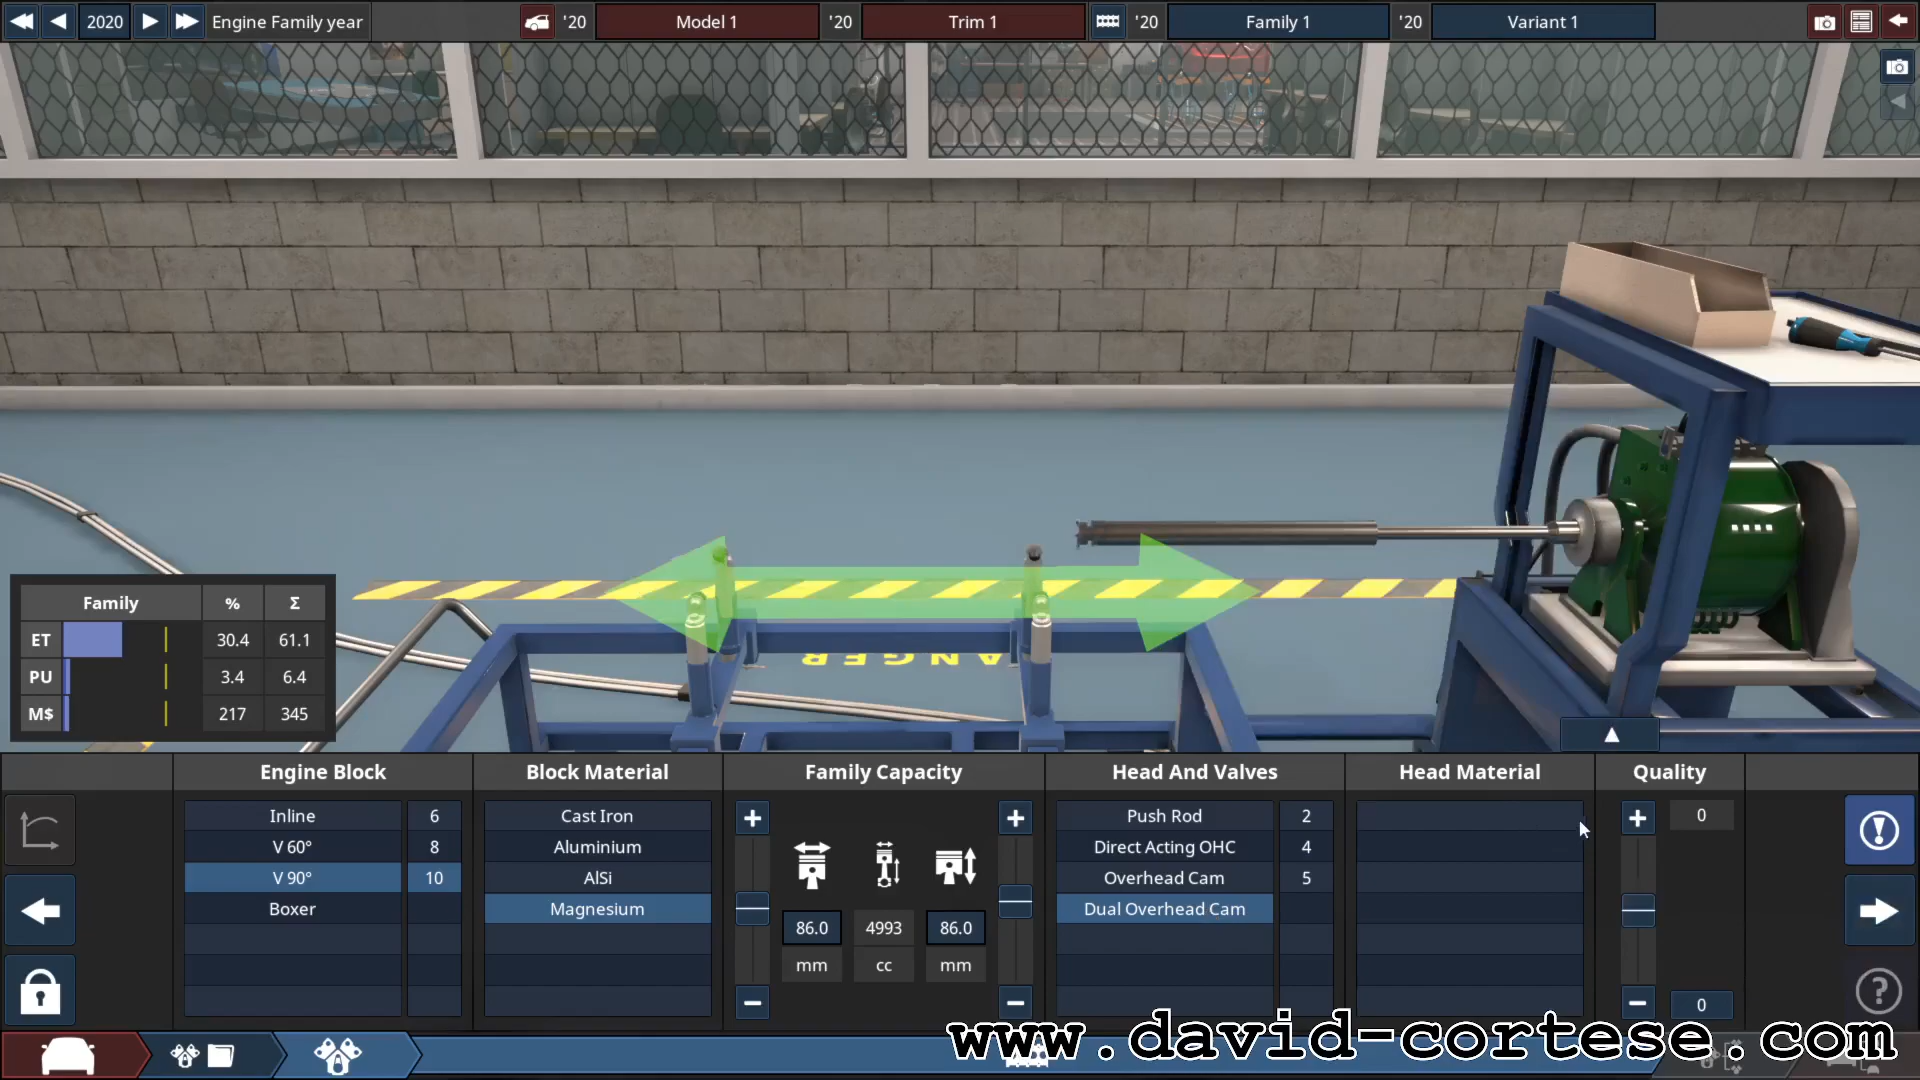 2020 Engine Family year '20 Model 1 '20 Trim 1 '20 Family 1 '20 Variant 1
ANGER
Family % Σ
ET 30.4 61.1
PU 3.4 6.4
M$ 217 345
Engine Block Block Material Family Capacity Head And Valves Head Material Quality
Inline 6 Cast Iron Push Rod 2 0
V 60° 8 Aluminium Direct Acting OHC 4
V 90° 10 AlSi Overhead Cam 5
Boxer Magnesium Dual Overhead Cam
86.0 4993 86.0
mm cc mm
0
www.david-cortese.com